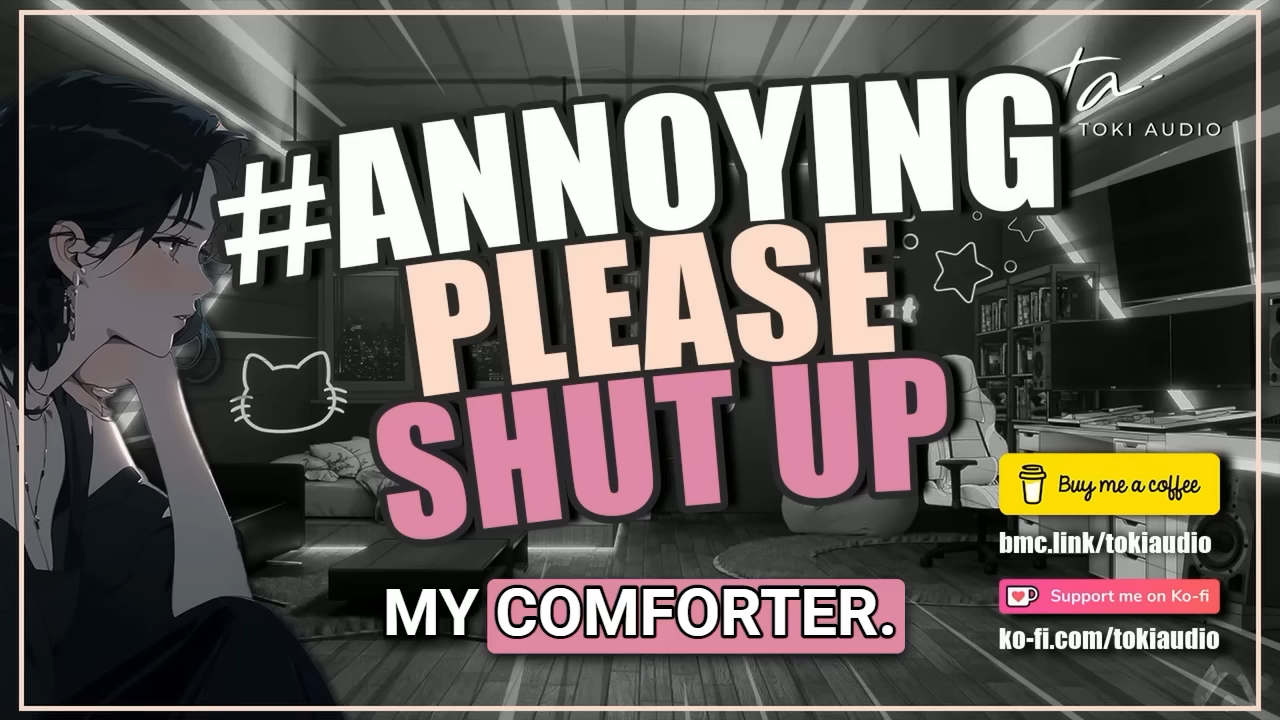 ta.
TOKI AUDIO
#ANNOYING
PLEASE
SHUT UP
Buy me a coffee
bmc.link/tokiaudio
Support me on Ko-fi
ko-fi.com/tokiaudio
MY COMFORTER.